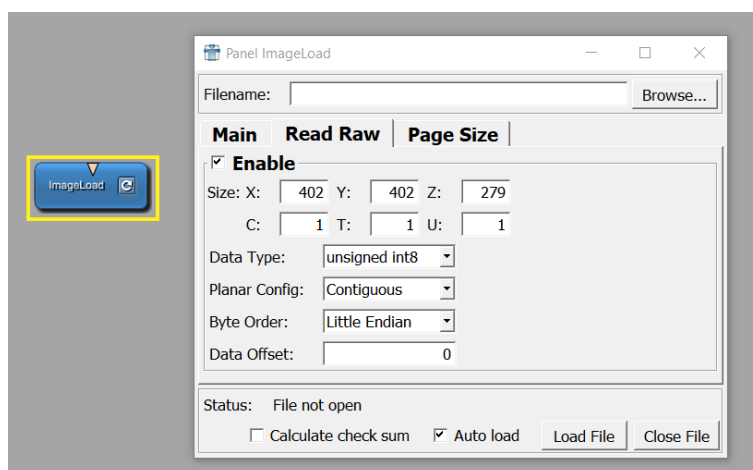 Panel ImageLoad
Filename: Browse...
Main Read Raw Page Size
Enable
ImageLoad
Size: X: 402 Y: 402 Z: 279
C: 1 T: 1 U: 1
Data Type: unsigned int8
Planar Config: Contiguous
Byte Order: Little Endian
Data Offset: 0
Status: File not open
Calculate check sum Auto load Load File Close File